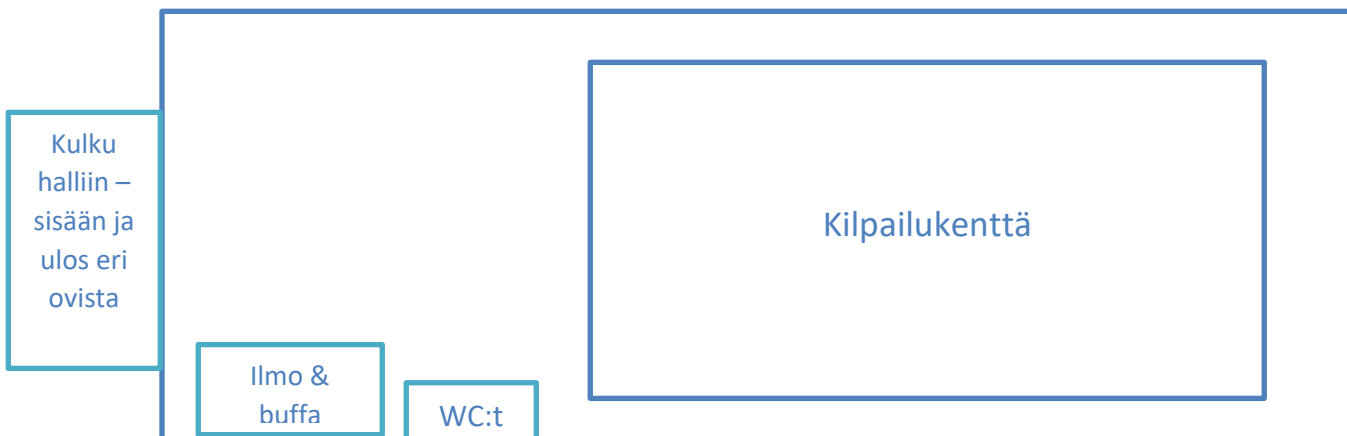 Kulku
halliin –
sisään ja
ulos eri
ovista
Kilpailukenttä
Ilmo &
buffa
WC:t